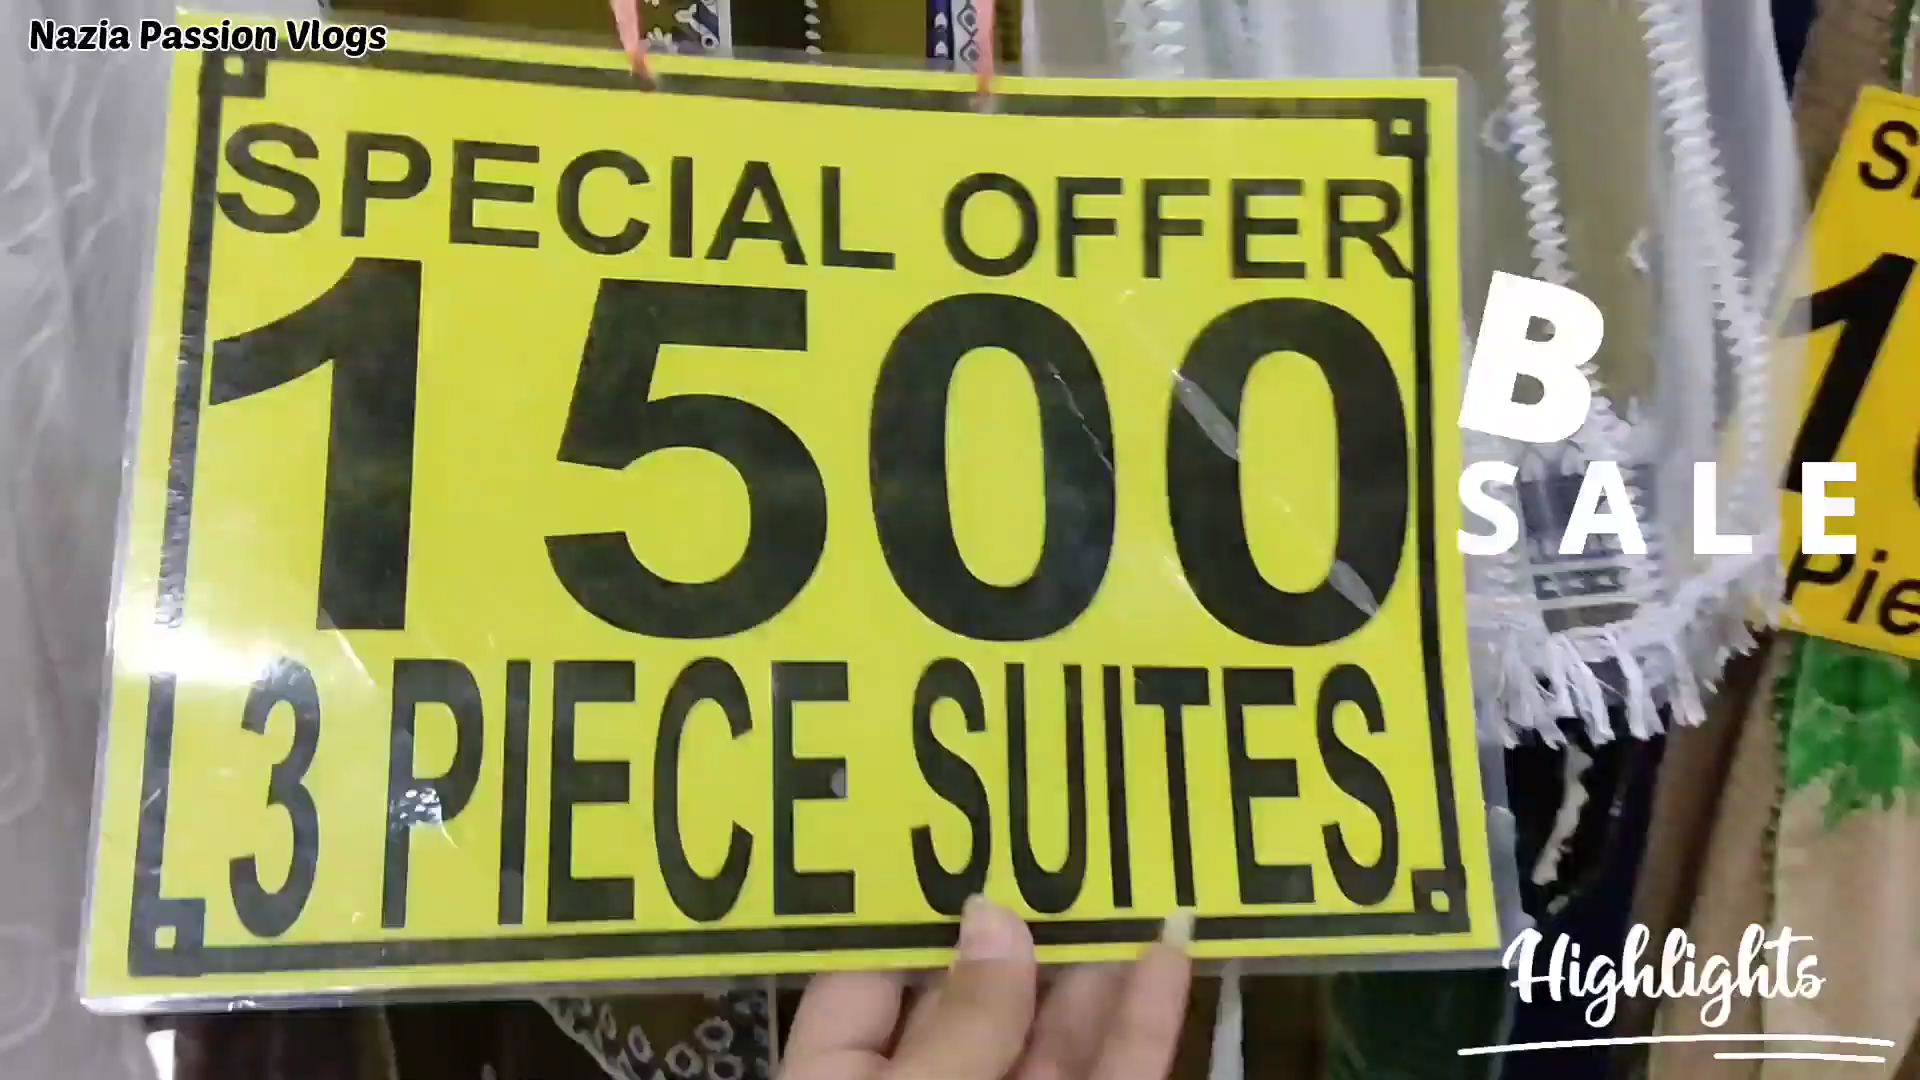 Nazia Passion Vlogs
SPECIAL OFFER
1500
3 PIECE SUITES
B
SALE
Highlights